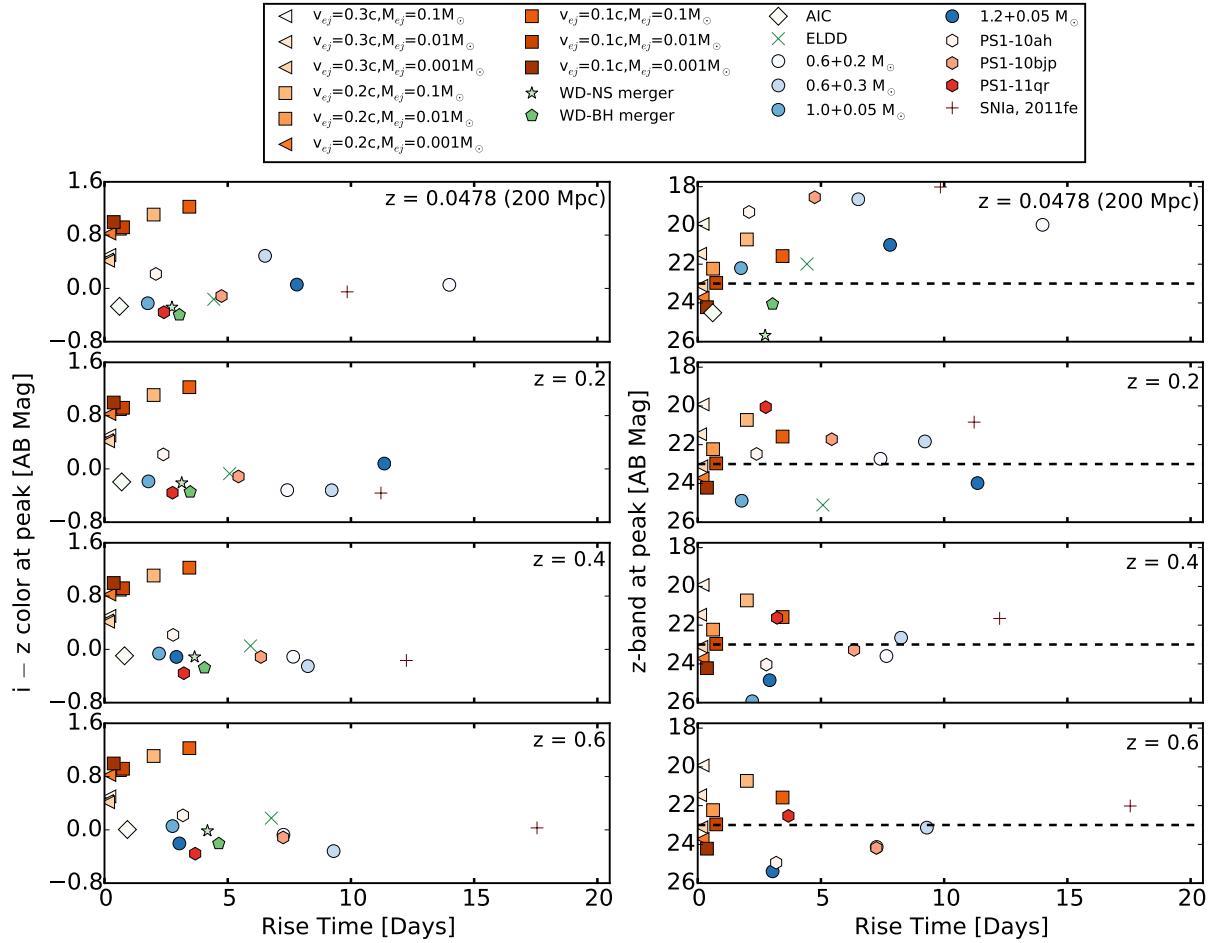 v_ej=0.3c,M_ej=0.1M☉
v_ej=0.3c,M_ej=0.01M☉
v_ej=0.3c,M_ej=0.001M☉
v_ej=0.2c,M_ej=0.1M☉
v_ej=0.2c,M_ej=0.01M☉
v_ej=0.2c,M_ej=0.001M☉
v_ej=0.1c,M_ej=0.1M☉
v_ej=0.1c,M_ej=0.01M☉
v_ej=0.1c,M_ej=0.001M☉
WD-NS merger
WD-BH merger
AIC
ELDD
0.6+0.2 M☉
0.6+0.3 M☉
1.0+0.05 M☉
1.2+0.05 M☉
PS1-10ah
PS1-10bjp
PS1-11qr
SNIa, 2011fe
i − z color at peak [AB Mag]
1.6
0.8
0.0
−0.8
z = 0.0478 (200 Mpc)
1.6
0.8
0.0
−0.8
z = 0.2
1.6
0.8
0.0
−0.8
z = 0.4
1.6
0.8
0.0
−0.8
z = 0.6
0
5
10
15
20
Rise Time [Days]
z-band at peak [AB Mag]
18
20
22
24
26
z = 0.0478 (200 Mpc)
18
20
22
24
26
z = 0.2
18
20
22
24
26
z = 0.4
18
20
22
24
26
z = 0.6
0
5
10
15
20
Rise Time [Days]